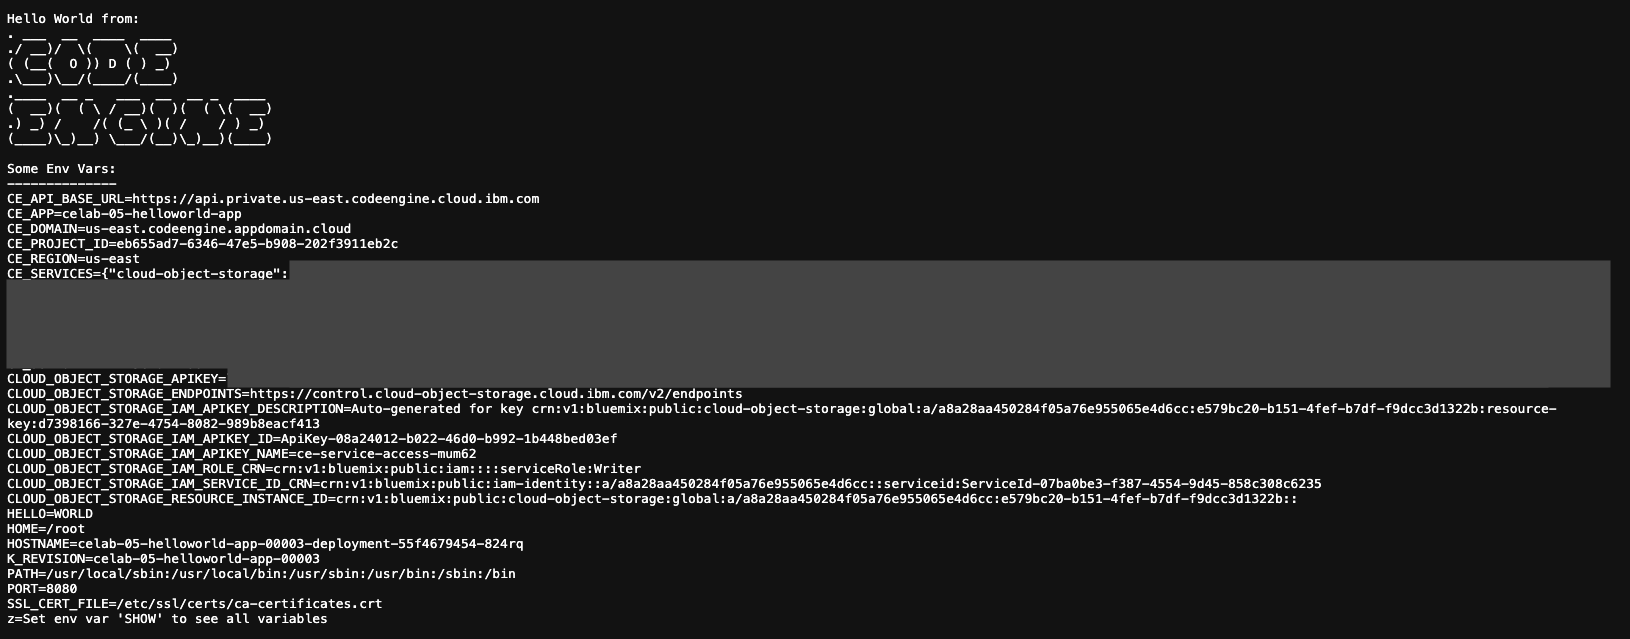 Hello World from:
. ___  __  ____  ____
./ __)/  \(    \(  __)
( (__(  O )) D ( ) _)
.\___)\__/(____/(____)
.____  __ _   ___  __  __ _  ____
(  __)(  ( \ / __)(  )(  ( \(  __)
.) _) /    /( (_ \ )( /    / ) _)
(____)\_)__) \___/(__)\_)__)(____)
Some Env Vars:
--------------
CE_API_BASE_URL=https://api.private.us-east.codeengine.cloud.ibm.com
CE_APP=celab-05-helloworld-app
CE_DOMAIN=us-east.codeengine.appdomain.cloud
CE_PROJECT_ID=eb655ad7-6346-47e5-b908-202f3911eb2c
CE_REGION=us-east
CE_SERVICES={"cloud-object-storage":
CLOUD_OBJECT_STORAGE_APIKEY=
CLOUD_OBJECT_STORAGE_ENDPOINTS=https://control.cloud-object-storage.cloud.ibm.com/v2/endpoints
CLOUD_OBJECT_STORAGE_IAM_APIKEY_DESCRIPTION=Auto-generated for key crn:v1:bluemix:public:cloud-object-storage:global:a/a8a28aa450284f05a76e955065e4d6cc:e579bc20-b151-4fef-b7df-f9dcc3d1322b:resource-
key:d7398166-327e-4754-8082-989b8eacf413
CLOUD_OBJECT_STORAGE_IAM_APIKEY_ID=ApiKey-08a24012-b022-46d0-b992-1b448bed03ef
CLOUD_OBJECT_STORAGE_IAM_APIKEY_NAME=ce-service-access-mum62
CLOUD_OBJECT_STORAGE_IAM_ROLE_CRN=crn:v1:bluemix:public:iam::::serviceRole:Writer
CLOUD_OBJECT_STORAGE_IAM_SERVICE_ID_CRN=crn:v1:bluemix:public:iam-identity::a/a8a28aa450284f05a76e955065e4d6cc::serviceid:ServiceId-07ba0be3-f387-4554-9d45-858c308c6235
CLOUD_OBJECT_STORAGE_RESOURCE_INSTANCE_ID=crn:v1:bluemix:public:cloud-object-storage:global:a/a8a28aa450284f05a76e955065e4d6cc:e579bc20-b151-4fef-b7df-f9dcc3d1322b::
HELLO=WORLD
HOME=/root
HOSTNAME=celab-05-helloworld-app-00003-deployment-55f4679454-824rq
K_REVISION=celab-05-helloworld-app-00003
PATH=/usr/local/sbin:/usr/local/bin:/usr/sbin:/usr/bin:/sbin:/bin
PORT=8080
SSL_CERT_FILE=/etc/ssl/certs/ca-certificates.crt
z=Set env var 'SHOW' to see all variables